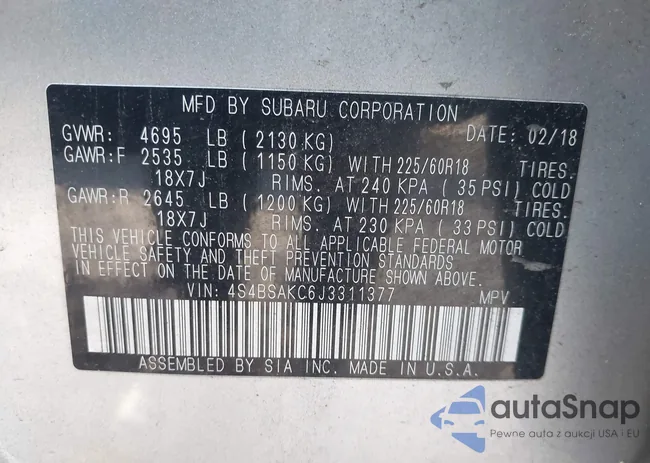 MFD BY SUBARU CORPORATION
GVWR: 4695 LB ( 2130 KG) DATE: 02/18
GAWR:F 2535 LB ( 1150 KG) WITH 225/60R18 TIRES.
18X7J RIMS. AT 240 KPA ( 35 PSI) COLD
GAWR:R 2645 LB ( 1200 KG) WITH 225/60R18 TIRES.
18X7J RIMS. AT 230 KPA ( 33 PSI) COLD
THIS VEHICLE CONFORMS TO ALL APPLICABLE FEDERAL MOTOR
VEHICLE SAFETY AND THEFT PREVENTION STANDARDS
IN EFFECT ON THE DATE OF MANUFACTURE SHOWN ABOVE.
VIN: 4S4BSAKC6J3311377 MPV
ASSEMBLED BY SIA INC. MADE IN U.S.A.
autaSnap
Pewne auta z aukcji USA i EU